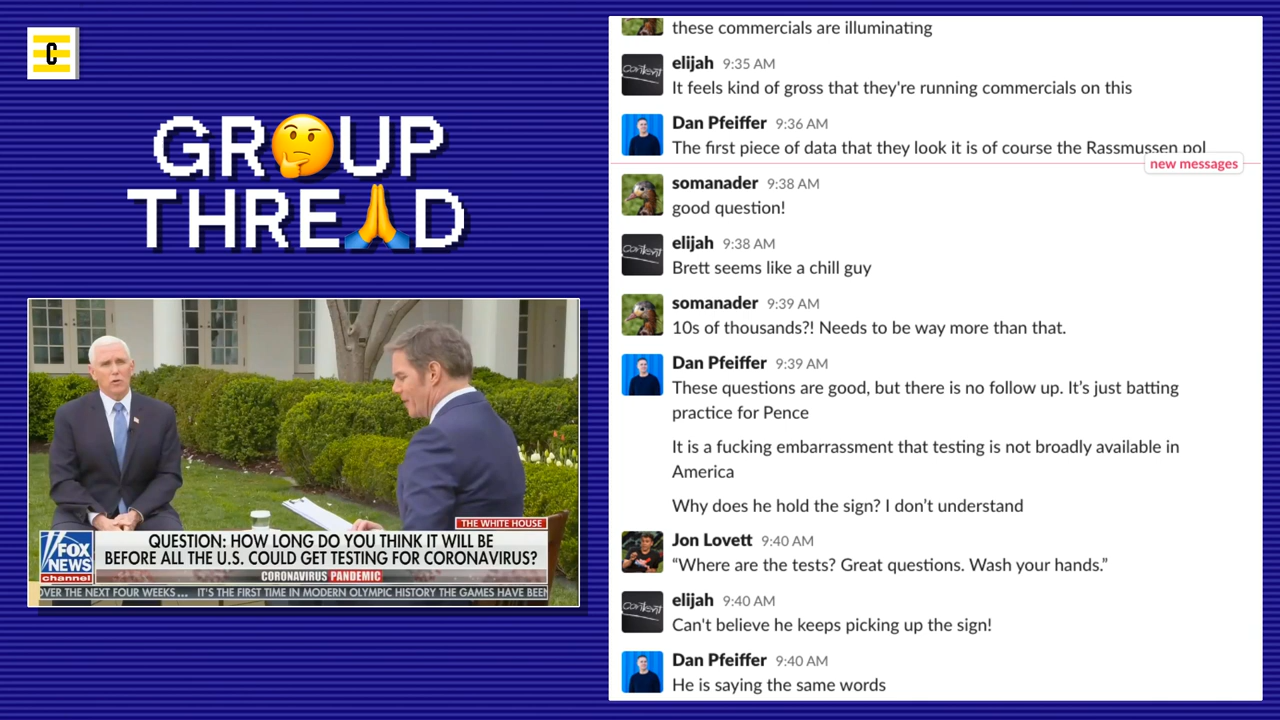 C
GR🤔UP
THRE🙏D
THE WHITE HOUSE
QUESTION: HOW LONG DO YOU THINK IT WILL BE
BEFORE ALL THE U.S. COULD GET TESTING FOR CORONAVIRUS?
FOX
NEWS
channel
CORONAVIRUS PANDEMIC
OVER THE NEXT FOUR WEEKS... IT'S THE FIRST TIME IN MODERN OLYMPIC HISTORY THE GAMES HAVE BEEN
these commercials are illuminating
elijah 9:35 AM
content
It feels kind of gross that they're running commercials on this
Dan Pfeiffer 9:36 AM
The first piece of data that they look it is of course the Rassmussen pol
new messages
somanader 9:38 AM
good question!
elijah 9:38 AM
content
Brett seems like a chill guy
somanader 9:39 AM
10s of thousands?! Needs to be way more than that.
Dan Pfeiffer 9:39 AM
These questions are good, but there is no follow up. It’s just batting
practice for Pence
It is a fucking embarrassment that testing is not broadly available in
America
Why does he hold the sign? I don’t understand
Jon Lovett 9:40 AM
“Where are the tests? Great questions. Wash your hands.”
elijah 9:40 AM
content
Can't believe he keeps picking up the sign!
Dan Pfeiffer 9:40 AM
He is saying the same words